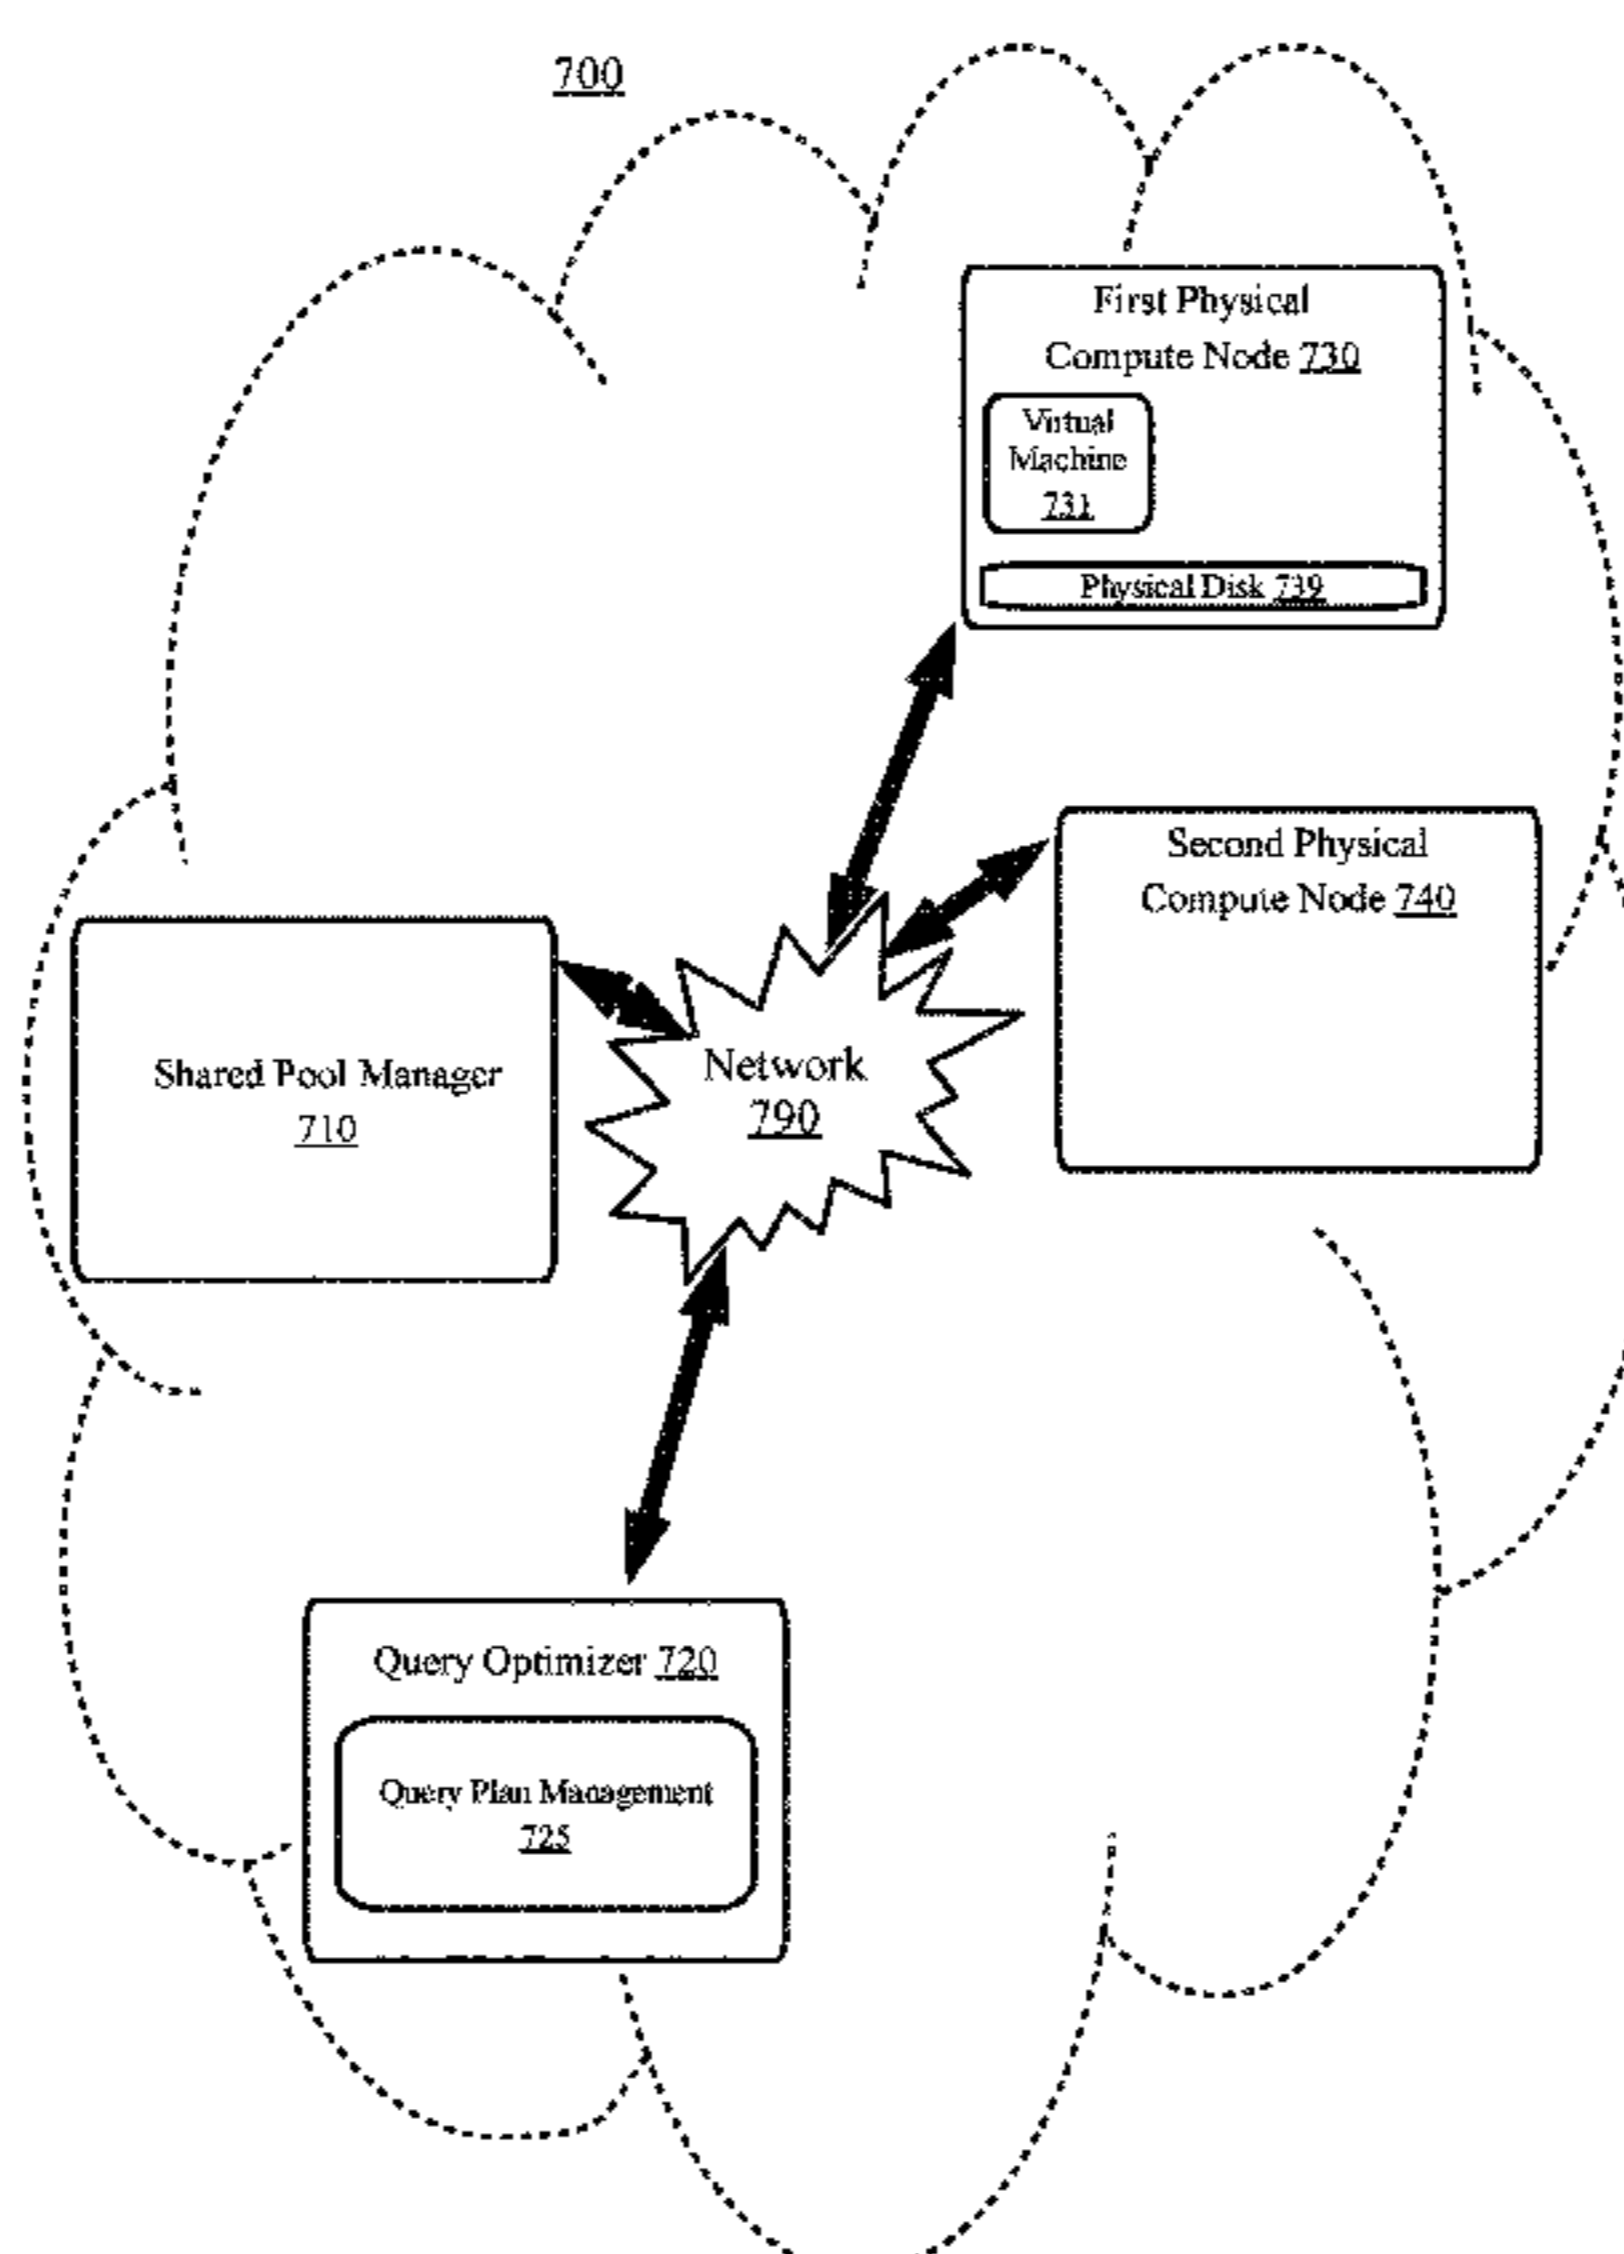 700
First Physical
Compute Node 730
Virtual
Machine
731
Physical Disk 739
Second Physical
Compute Node 740
Shared Pool Manager
710
Network
790
Query Optimizer 720
Query Plan Management
725